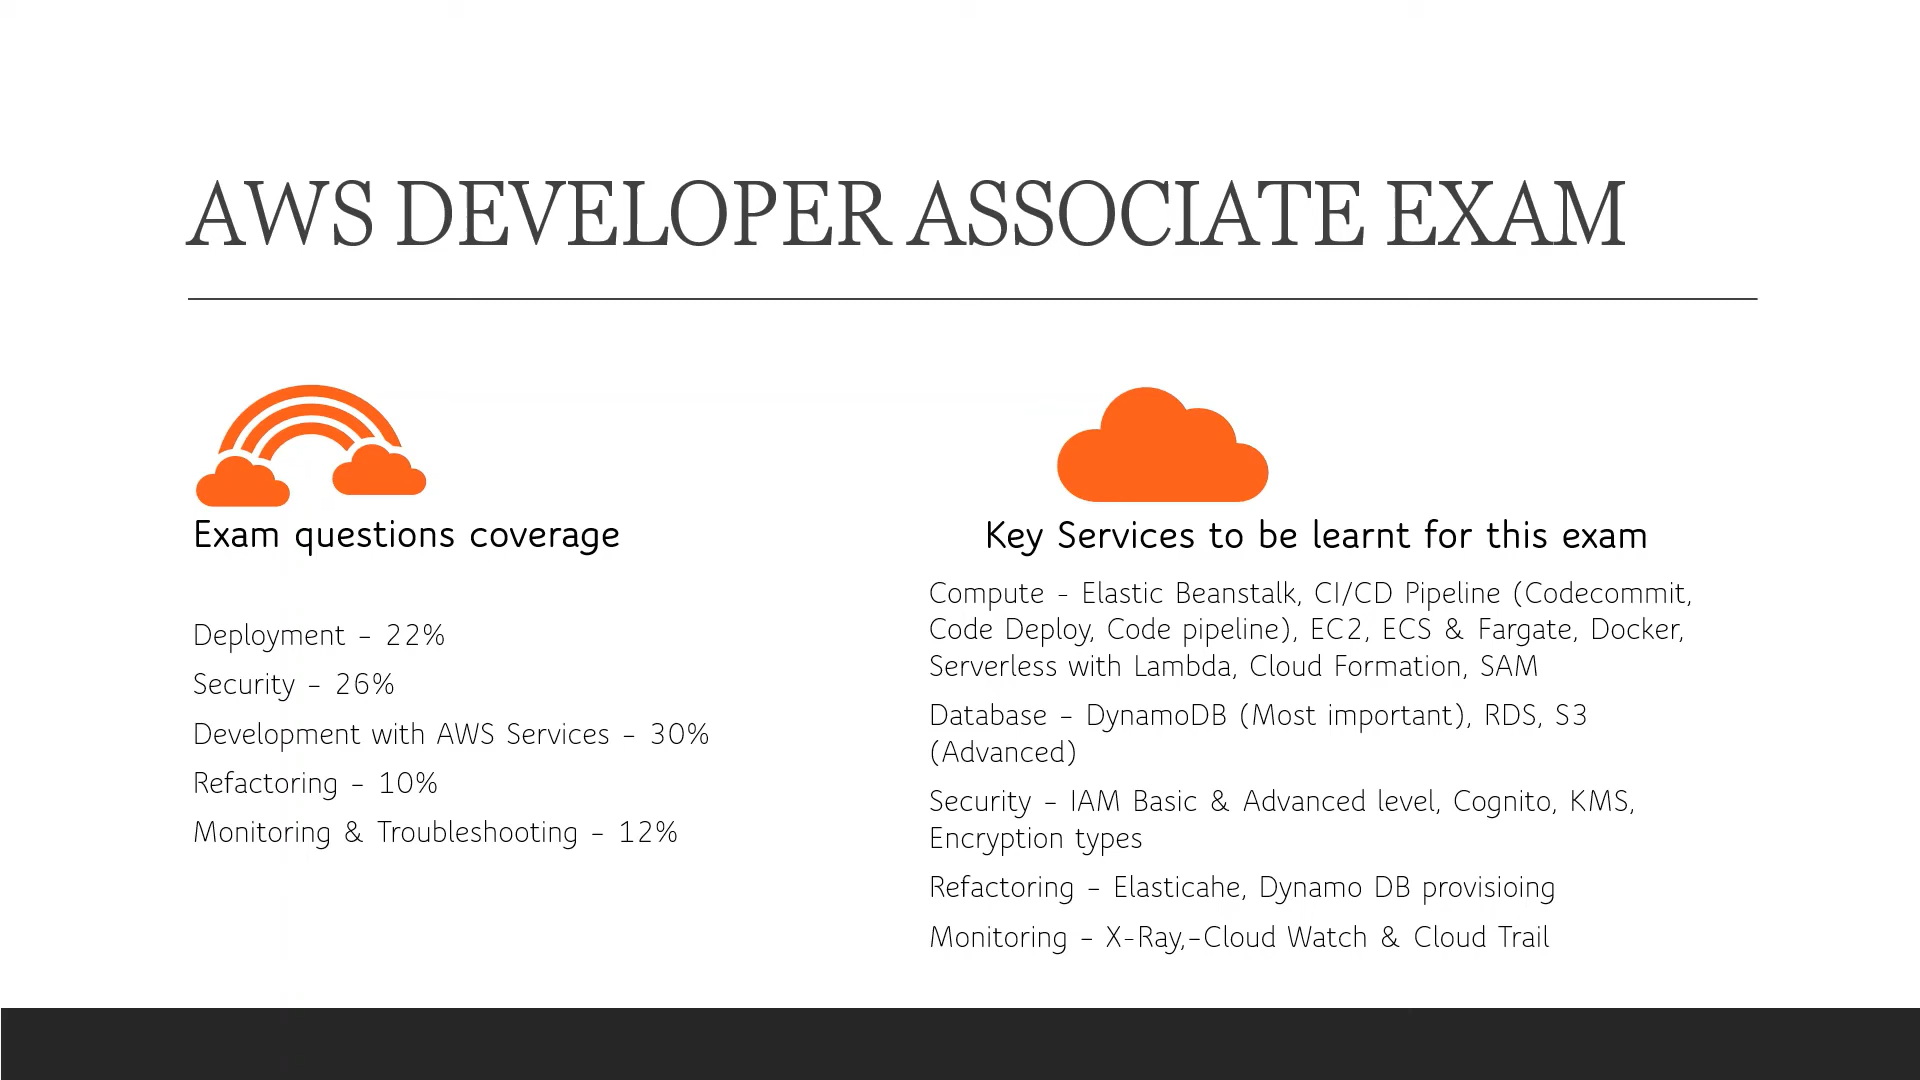 AWS DEVELOPER ASSOCIATE EXAM
Exam questions coverage
Deployment – 22%
Security – 26%
Development with AWS Services – 30%
Refactoring – 10%
Monitoring & Troubleshooting – 12%
Key Services to be learnt for this exam
Compute - Elastic Beanstalk, CI/CD Pipeline (Codecommit,
Code Deploy, Code pipeline), EC2, ECS & Fargate, Docker,
Serverless with Lambda, Cloud Formation, SAM
Database – DynamoDB (Most important), RDS, S3
(Advanced)
Security – IAM Basic & Advanced level, Cognito, KMS,
Encryption types
Refactoring – Elasticahe, Dynamo DB provisioing
Monitoring – X-Ray,–Cloud Watch & Cloud Trail